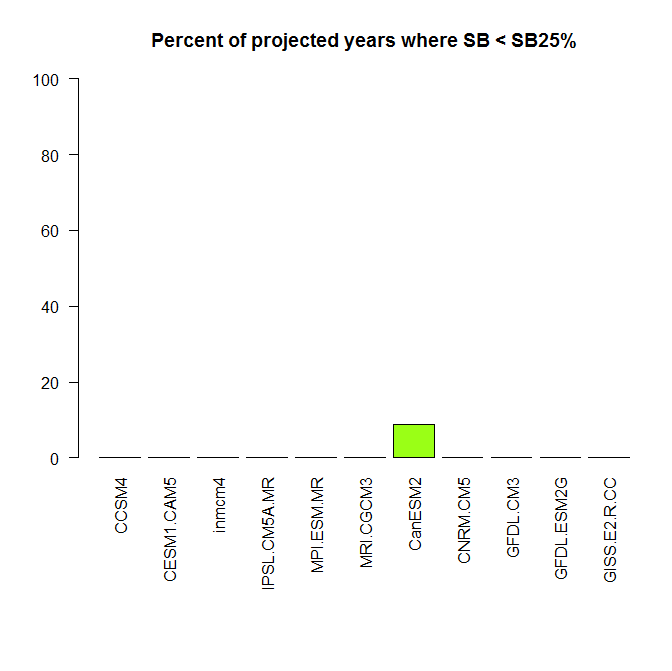 Percent of projected years where SB < SB25%
100
80
60
40
20
0
CCSM4
CESM1.CAM5
inmcm4
IPSL.CM5A.MR
MPI.ESM.MR
MRI.CGCM3
CanESM2
CNRM.CM5
GFDL.CM3
GFDL.ESM2G
GISS.E2.R.CC